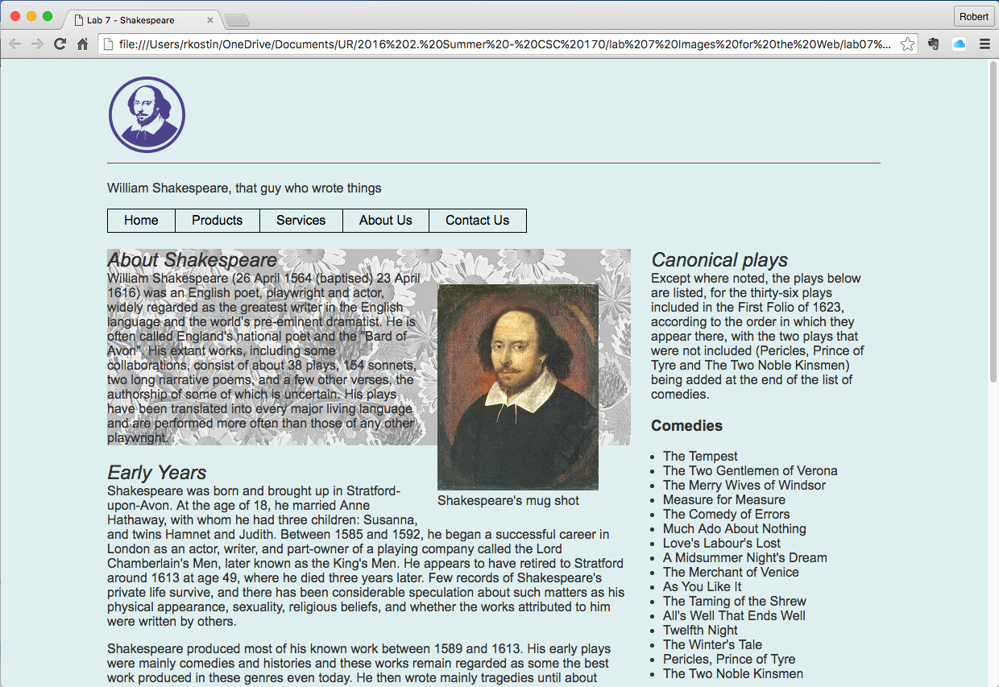 Lab 7 - Shakespeare
Robert
file:///Users/rkostin/OneDrive/Documents/UR/2016%202.%20Summer%20-%20CSC%20170/lab%207%20Images%20for%20the%20Web/lab07%...
William Shakespeare, that guy who wrote things
Home Products Services About Us Contact Us
About Shakespeare
William Shakespeare (26 April 1564 (baptised) 23 April
1616) was an English poet, playwright and actor,
widely regarded as the greatest writer in the English
language and the world's pre-eminent dramatist. He is
often called England's national poet and the "Bard of
Avon". His extant works, including some
collaborations, consist of about 38 plays, 154 sonnets,
two long narrative poems, and a few other verses, the
authorship of some of which is uncertain. His plays
have been translated into every major living language
and are performed more often than those of any other
playwright.
Shakespeare's mug shot
Early Years
Shakespeare was born and brought up in Stratford-
upon-Avon. At the age of 18, he married Anne
Hathaway, with whom he had three children: Susanna,
and twins Hamnet and Judith. Between 1585 and 1592, he began a successful career in
London as an actor, writer, and part-owner of a playing company called the Lord
Chamberlain's Men, later known as the King's Men. He appears to have retired to Stratford
around 1613 at age 49, where he died three years later. Few records of Shakespeare's
private life survive, and there has been considerable speculation about such matters as his
physical appearance, sexuality, religious beliefs, and whether the works attributed to him
were written by others.
Shakespeare produced most of his known work between 1589 and 1613. His early plays
were mainly comedies and histories and these works remain regarded as some of the best
work produced in these genres even today. He then wrote mainly tragedies until about
Canonical plays
Except where noted, the plays below
are listed, for the thirty-six plays
included in the First Folio of 1623,
according to the order in which they
appear there, with the two plays that
were not included (Pericles, Prince of
Tyre and The Two Noble Kinsmen)
being added at the end of the list of
comedies.
Comedies
The Tempest
The Two Gentlemen of Verona
The Merry Wives of Windsor
Measure for Measure
The Comedy of Errors
Much Ado About Nothing
Love's Labour's Lost
A Midsummer Night's Dream
The Merchant of Venice
As You Like It
The Taming of the Shrew
All's Well That Ends Well
Twelfth Night
The Winter's Tale
Pericles, Prince of Tyre
The Two Noble Kinsmen